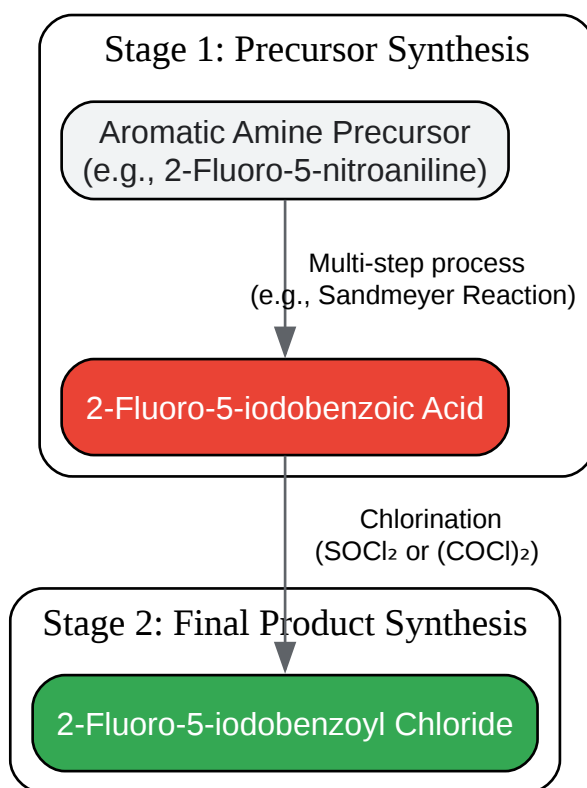 Stage 1: Precursor Synthesis
Aromatic Amine Precursor
(e.g., 2-Fluoro-5-nitroaniline)
Multi-step process
(e.g., Sandmeyer Reaction)
2-Fluoro-5-iodobenzoic Acid
Chlorination
(SOCl₂ or (COCl)₂)
Stage 2: Final Product Synthesis
2-Fluoro-5-iodobenzoyl Chloride